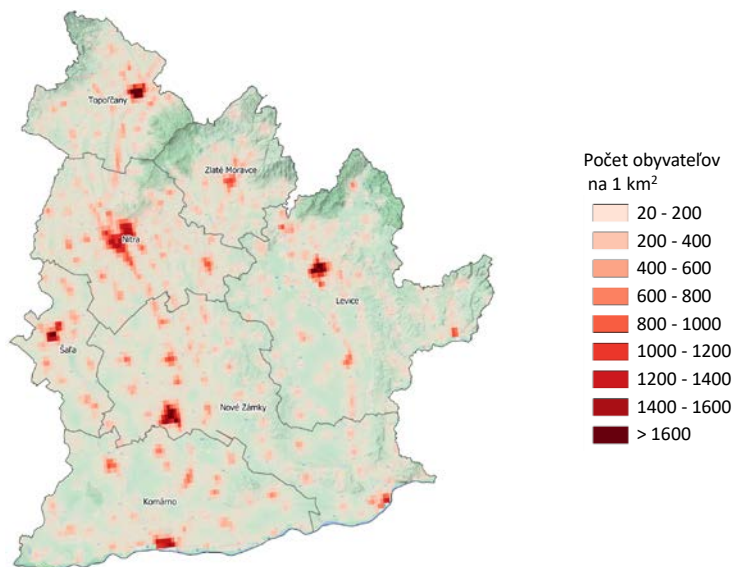 Topoľčany
Zlaté Moravce
Nitra
Levice
Šaľa
Nové Zámky
Komárno
Počet obyvateľov
na 1 km²
20 - 200
200 - 400
400 - 600
600 - 800
800 - 1000
1000 - 1200
1200 - 1400
1400 - 1600
> 1600